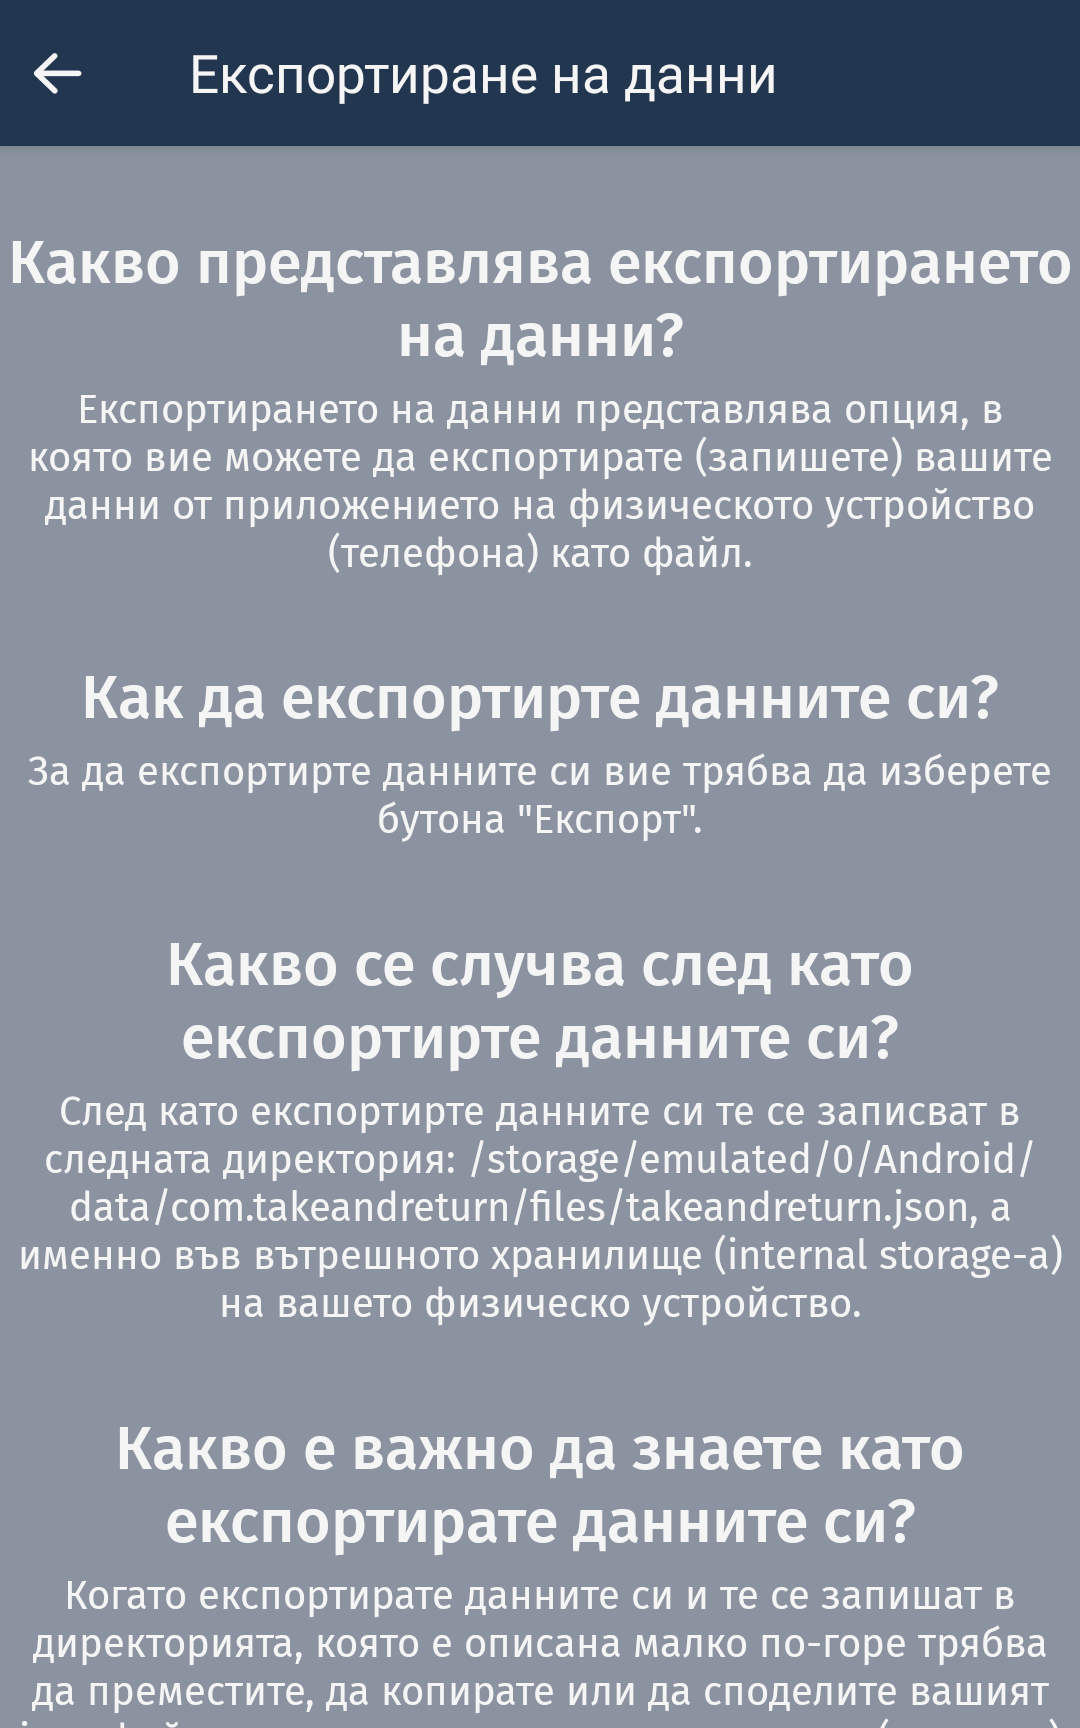 Експортиране на данни
Какво представлява експортирането
на данни?
Експортирането на данни представлява опция, в
която вие можете да експортирате (запишете) вашите
данни от приложението на физическото устройство
(телефона) като файл.
Как да експортирте данните си?
За да експортирте данните си вие трябва да изберете
бутона "Експорт".
Какво се случва след като
експортирте данните си?
След като експортирте данните си те се записват в
следната директория: /storage/emulated/0/Android/
data/com.takeandreturn/files/takeandreturn.json, а
именно във вътрешното хранилище (internal storage-а)
на вашето физическо устройство.
Какво е важно да знаете като
експортирате данните си?
Когато експортирате данните си и те се запишат в
директорията, която е описана малко по-горе трябва
да преместите, да копирате или да споделите вашият